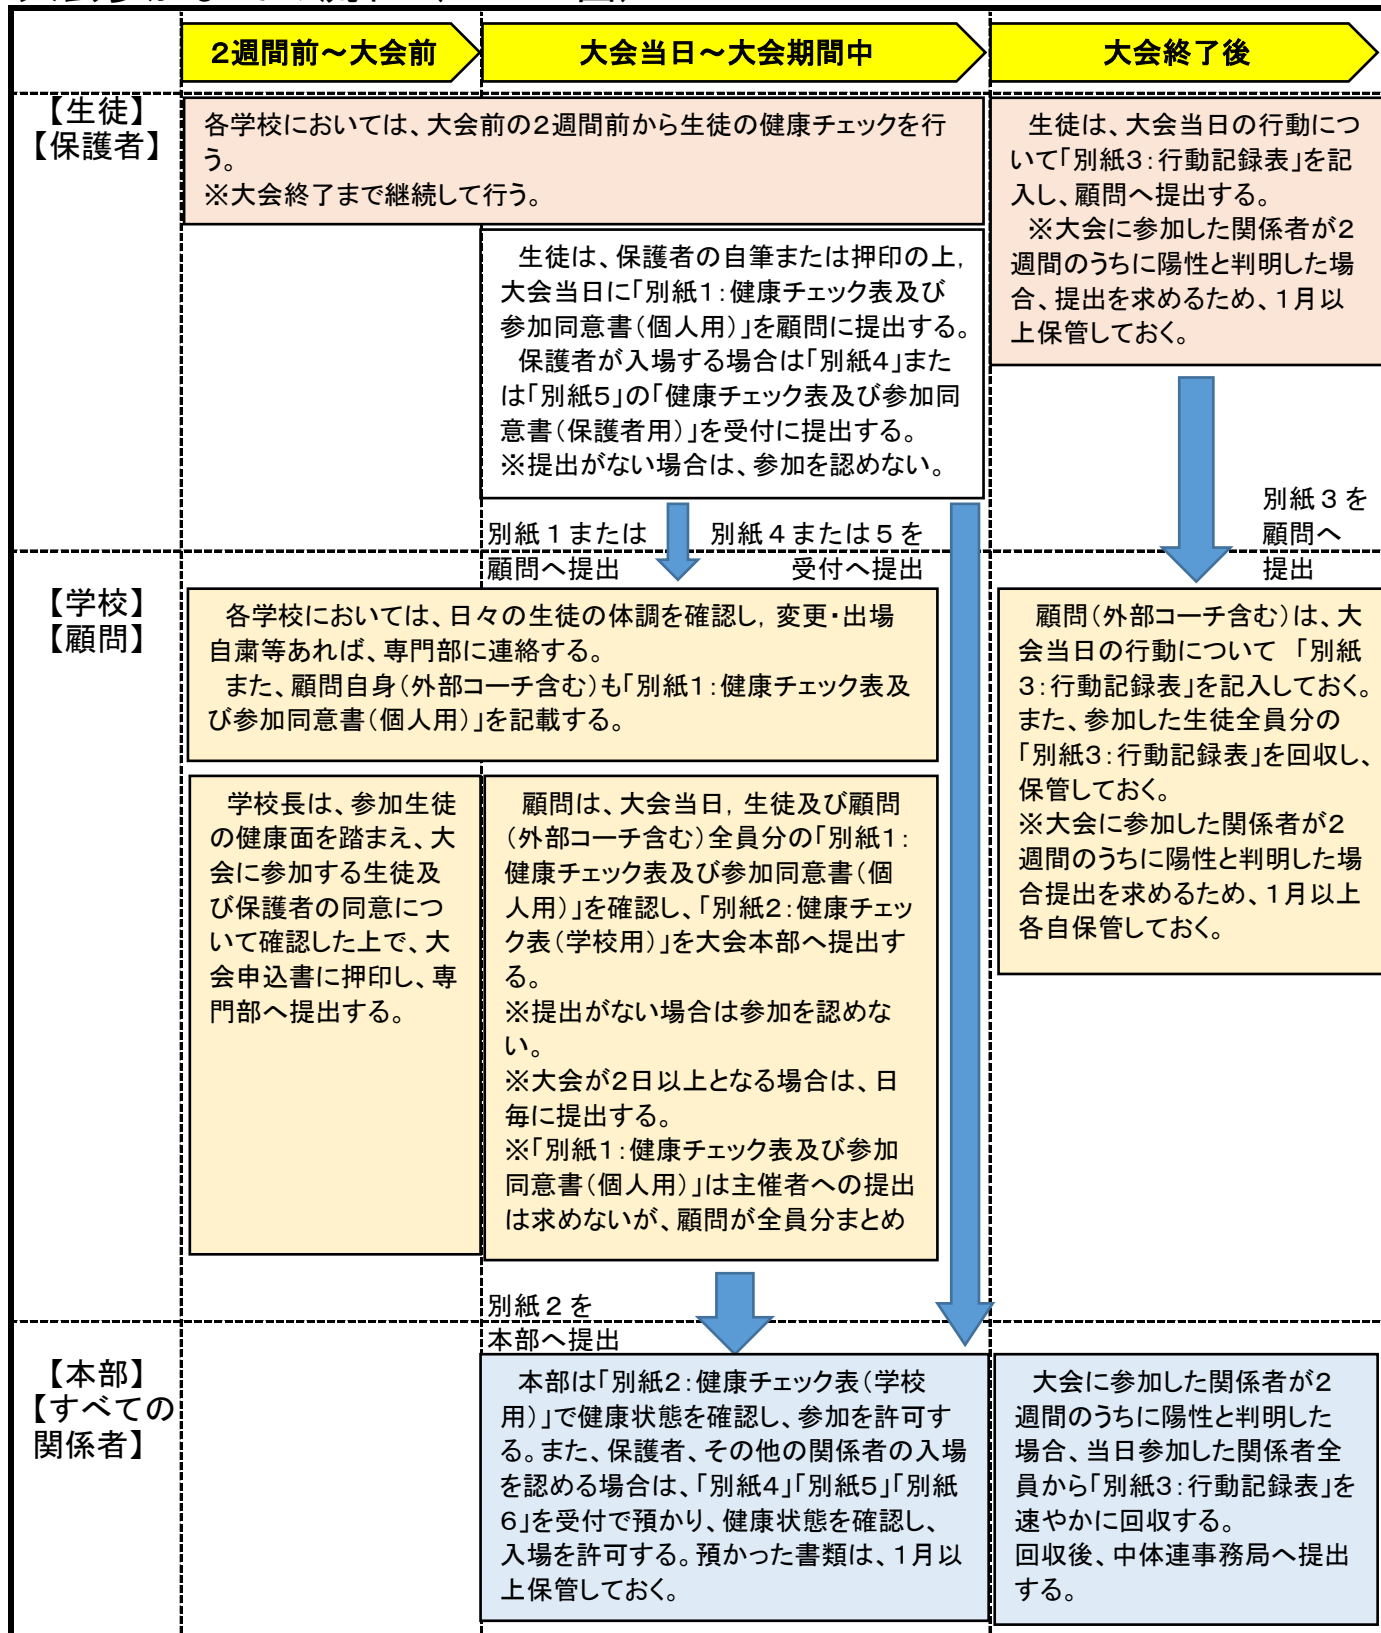 2週間前～大会前
大会当日～大会期間中
大会終了後
【生徒】
【保護者】
各学校においては、大会前の2週間前から生徒の健康チェックを行
う。
※大会終了まで継続して行う。
生徒は、保護者の自筆または押印の上,
大会当日に「別紙1：健康チェック表及び
参加同意書（個人用）」を顧問に提出する。
保護者が入場する場合は「別紙4」また
は「別紙5」の「健康チェック表及び参加同
意書（保護者用）」を受付に提出する。
※提出がない場合は、参加を認めない。
生徒は、大会当日の行動につ
いて「別紙3：行動記録表」を記
入し、顧問へ提出する。
※大会に参加した関係者が2
週間のうちに陽性と判明した場
合、提出を求めるため、1月以
上保管しておく。
別紙１または
顧問へ提出
別紙４または５を
受付へ提出
別紙３を
顧問へ
提出
【学校】
【顧問】
各学校においては、日々の生徒の体調を確認し, 変更・出場
自粛等あれば、専門部に連絡する。
また、顧問自身（外部コーチ含む）も「別紙1：健康チェック表及
び参加同意書（個人用）」を記載する。
学校長は、参加生徒
の健康面を踏まえ、大
会に参加する生徒及
び保護者の同意につ
いて確認した上で、大
会申込書に押印し、専
門部へ提出する。
顧問は、大会当日, 生徒及び顧問
（外部コーチ含む）全員分の「別紙1：
健康チェック表及び参加同意書（個
人用）」を確認し、「別紙2：健康チェッ
ク表（学校用）」を大会本部へ提出す
る。
※提出がない場合は参加を認めな
い。
※大会が2日以上となる場合は、日
毎に提出する。
※「別紙1：健康チェック表及び参加
同意書（個人用）」は主催者への提出
は求めないが、顧問が全員分まとめ
顧問（外部コーチ含む）は、大
会当日の行動について 「別紙
3：行動記録表」を記入しておく。
また、参加した生徒全員分の
「別紙3：行動記録表」を回収し、
保管しておく。
※大会に参加した関係者が2
週間のうちに陽性と判明した場
合提出を求めるため、1月以上
各自保管しておく。
別紙２を
本部へ提出
【本部】
【すべての
関係者】
本部は「別紙2：健康チェック表（学校
用）」で健康状態を確認し、参加を許可す
る。また、保護者、その他の関係者の入場
を認める場合は、「別紙4」「別紙5」「別紙
6」を受付で預かり、健康状態を確認し、
入場を許可する。預かった書類は、1月以
上保管しておく。
大会に参加した関係者が2
週間のうちに陽性と判明した
場合、当日参加した関係者全
員から「別紙3：行動記録表」を
速やかに回収する。
回収後、中体連事務局へ提出
する。